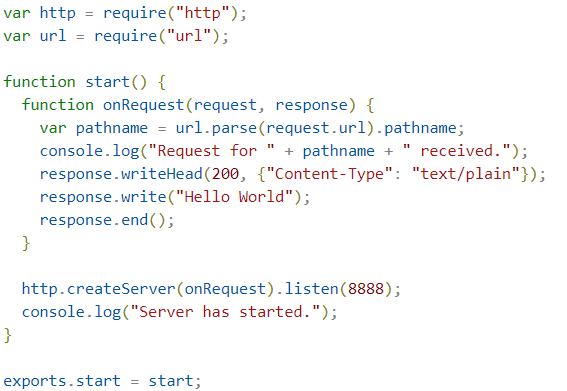 var http = require("http");
var url = require("url");

function start() {
  function onRequest(request, response) {
    var pathname = url.parse(request.url).pathname;
    console.log("Request for " + pathname + " received.");
    response.writeHead(200, {"Content-Type": "text/plain"});
    response.write("Hello World");
    response.end();
  }

  http.createServer(onRequest).listen(8888);
  console.log("Server has started.");
}

exports.start = start;